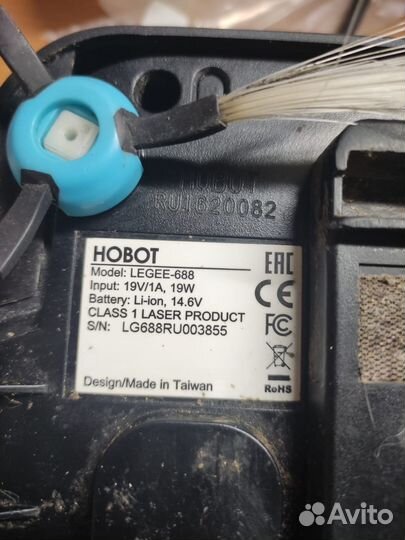 HOBOT
RU1620082
HOBOT
Model: LEGEE-688
Input: 19V/1A, 19W
Battery: Li-ion, 14.6V
CLASS 1 LASER PRODUCT
S/N: LG688RU003855
Design/Made in Taiwan
EAC
CE
FC
RoHS
Avito